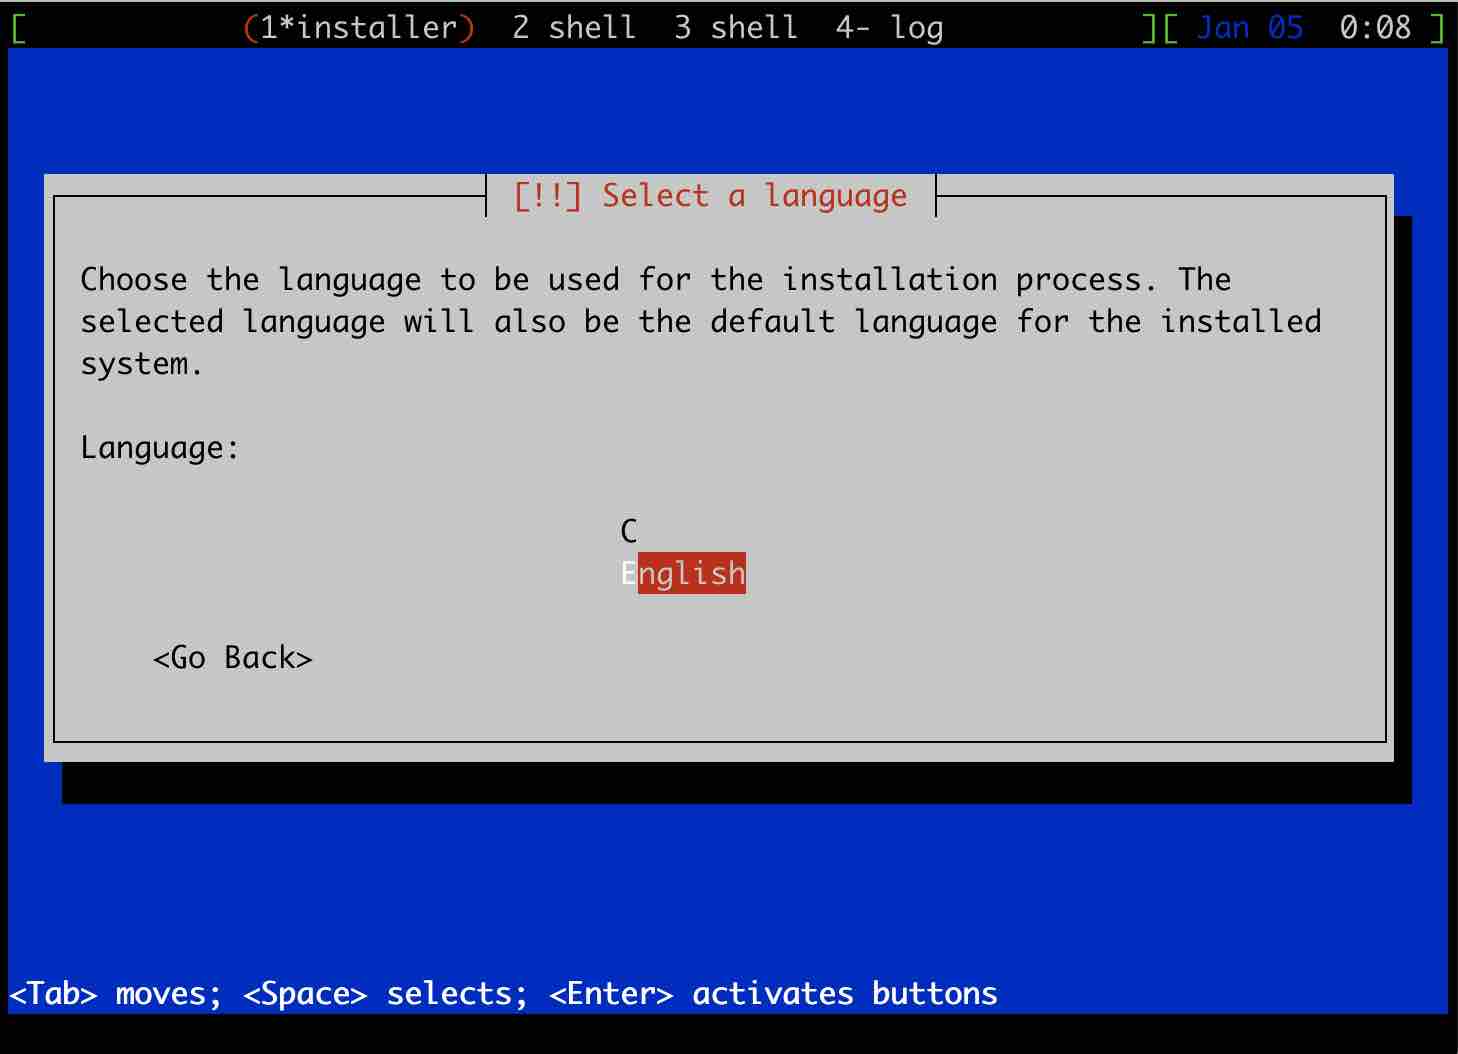 [ (1*installer) 2 shell 3 shell 4- log ][ Jan 05 0:08 ]
[!!] Select a language
Choose the language to be used for the installation process. The
selected language will also be the default language for the installed
system.
Language:
C
English
<Go Back>
<Tab> moves; <Space> selects; <Enter> activates buttons